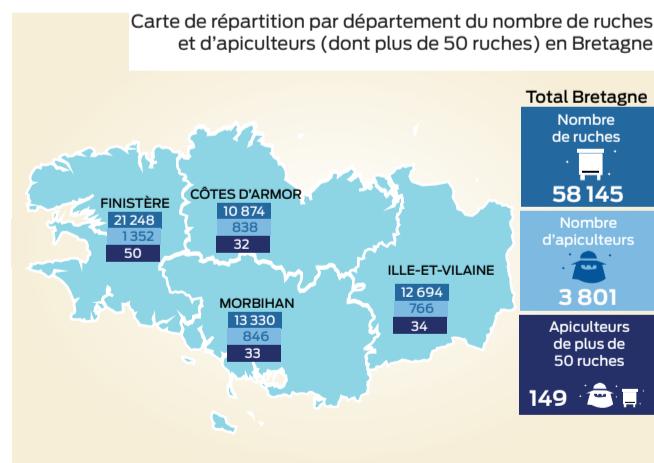 Carte de répartition par département du nombre de ruches
et d'apiculteurs (dont plus de 50 ruches) en Bretagne
Total Bretagne
Nombre
de ruches
58 145
Nombre
d'apiculteurs
3 801
Apiculteurs
de plus de
50 ruches
149
FINISTÈRE
21 248
1 352
50
CÔTES D'ARMOR
10 874
838
32
ILLE-ET-VILAINE
12 694
766
34
MORBIHAN
13 330
846
33